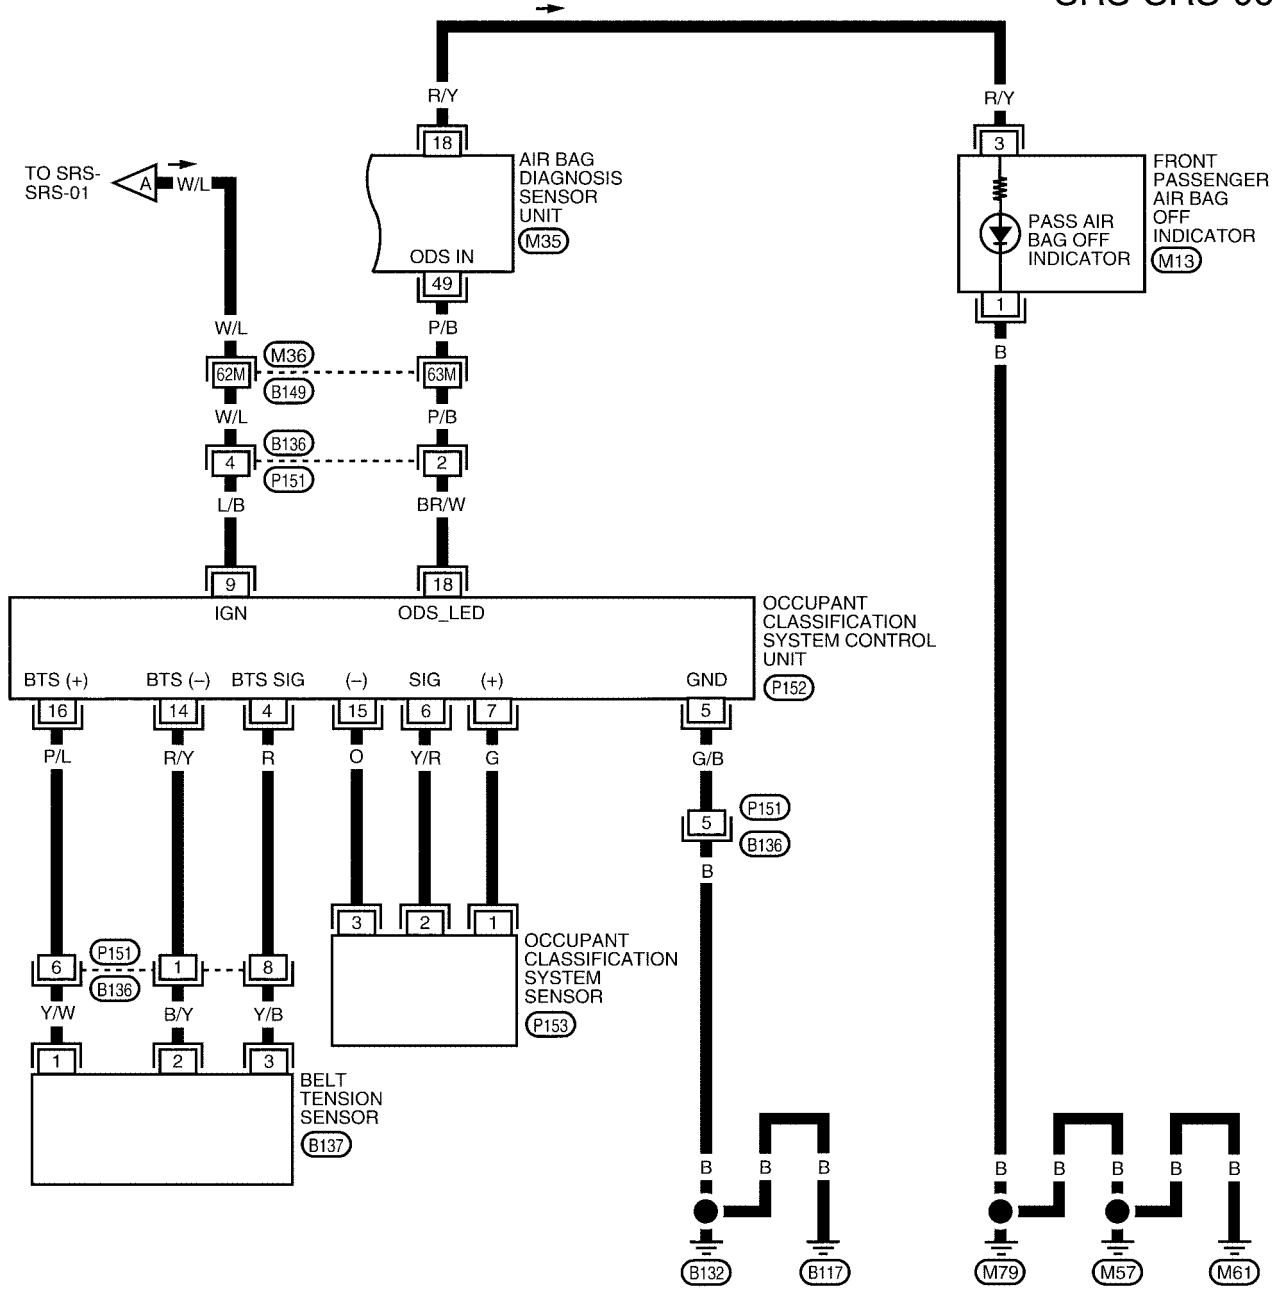 R/Y
R/Y
18
3
TO SRS-
SRS-01
A
W/L
AIR BAG
DIAGNOSIS
SENSOR
UNIT
M35
ODS IN
49
FRONT
PASSENGER
AIR BAG
OFF
INDICATOR
M13
PASS AIR
BAG OFF
INDICATOR
1
W/L
P/B
B
62M
M36
B149
63M
W/L
P/B
4
B136
P151
2
L/B
BR/W
9
18
IGN
ODS_LED
OCCUPANT
CLASSIFICATION
SYSTEM CONTROL
UNIT
P152
BTS (+)
BTS (–)
BTS SIG
(–)
SIG
(+)
GND
16
14
4
15
6
7
5
P/L
R/Y
R
O
Y/R
G
G/B
5
P151
B136
B
3
2
1
OCCUPANT
CLASSIFICATION
SYSTEM
SENSOR
P153
6
P151
B136
1
8
Y/W
B/Y
Y/B
1
2
3
BELT
TENSION
SENSOR
B137
B
B
B
B
B
B
B
B
B132
B117
M79
M57
M61